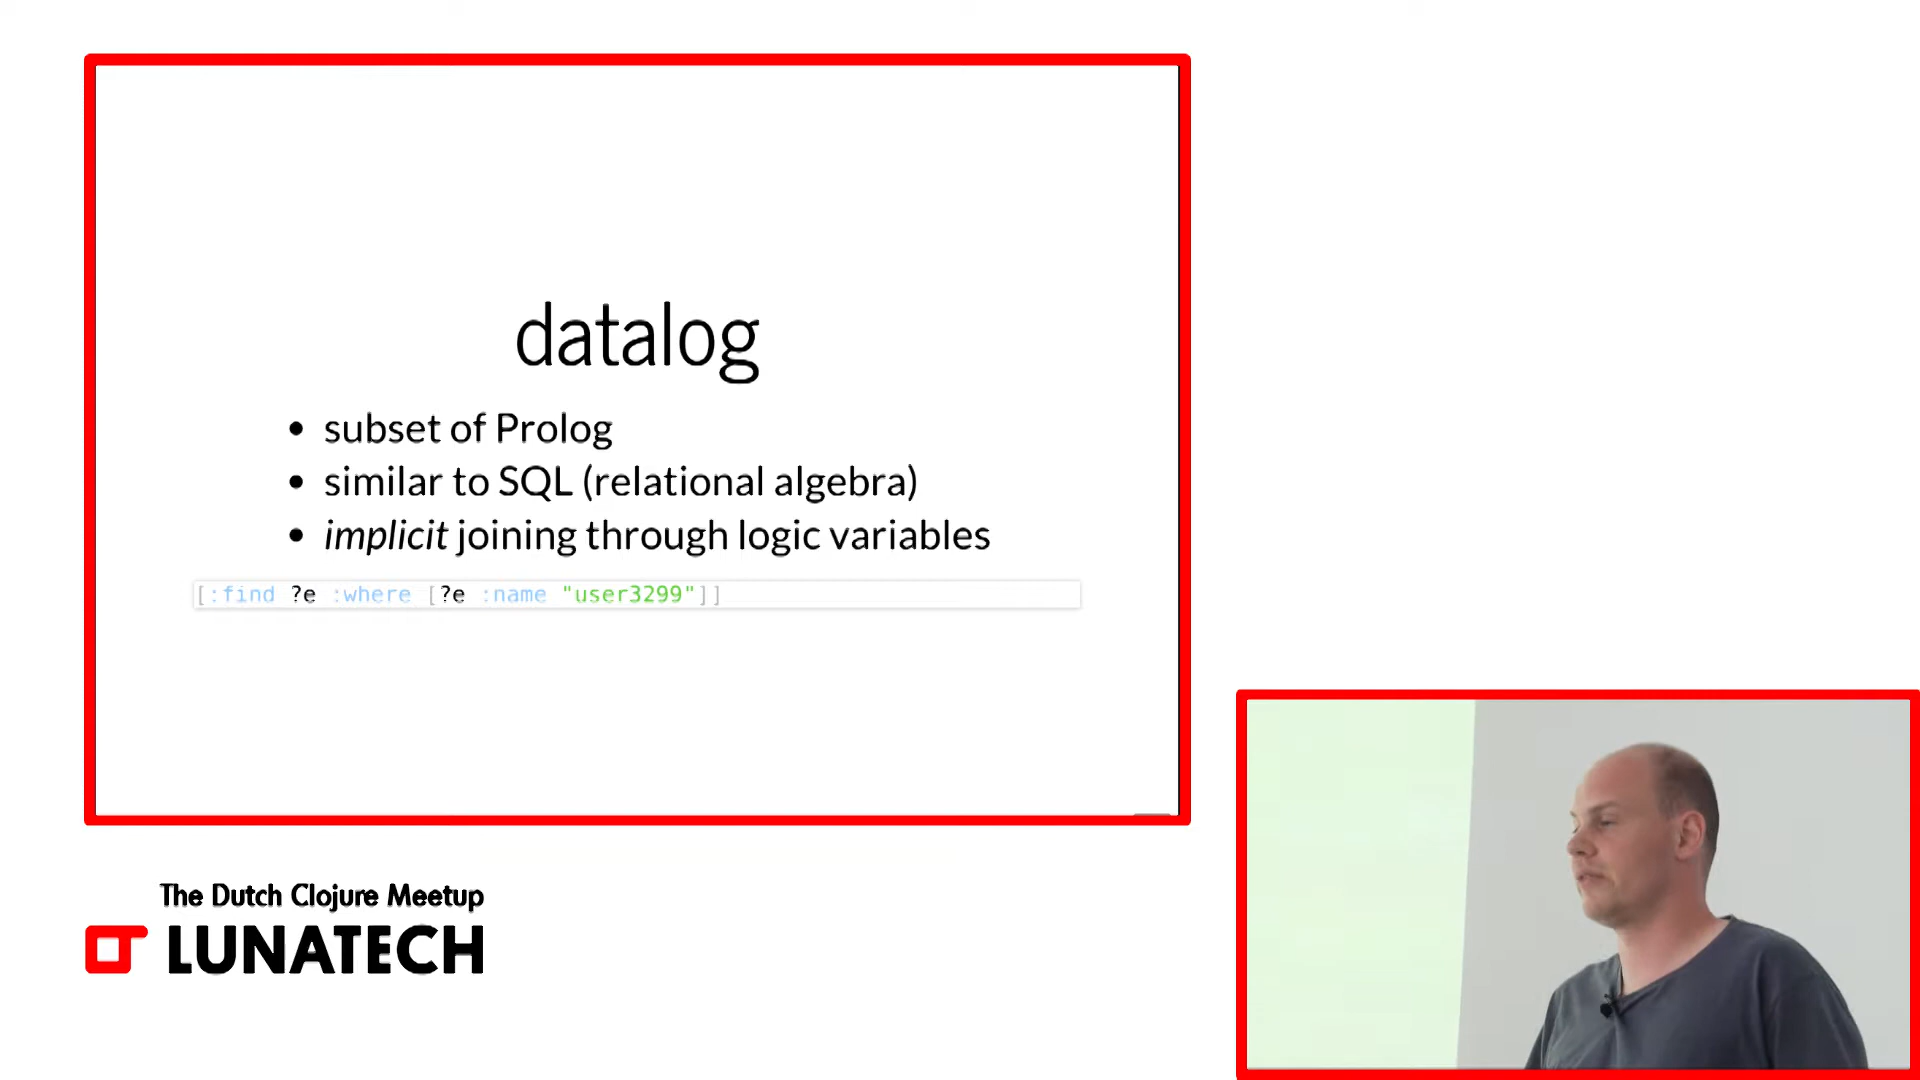 datalog
• subset of Prolog
• similar to SQL (relational algebra)
• implicit joining through logic variables
[:find ?e :where [?e :name "user3299"]]
The Dutch Clojure Meetup
LUNATECH